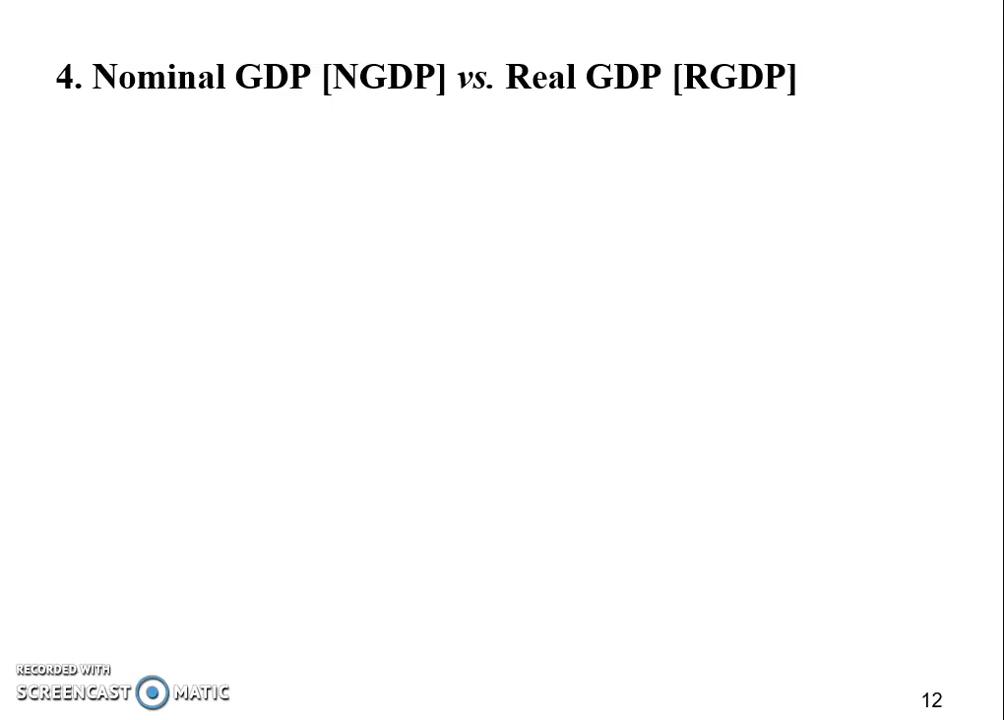 4. Nominal GDP [NGDP] vs. Real GDP [RGDP]
RECORDED WITH
SCREENCAST MATIC
12